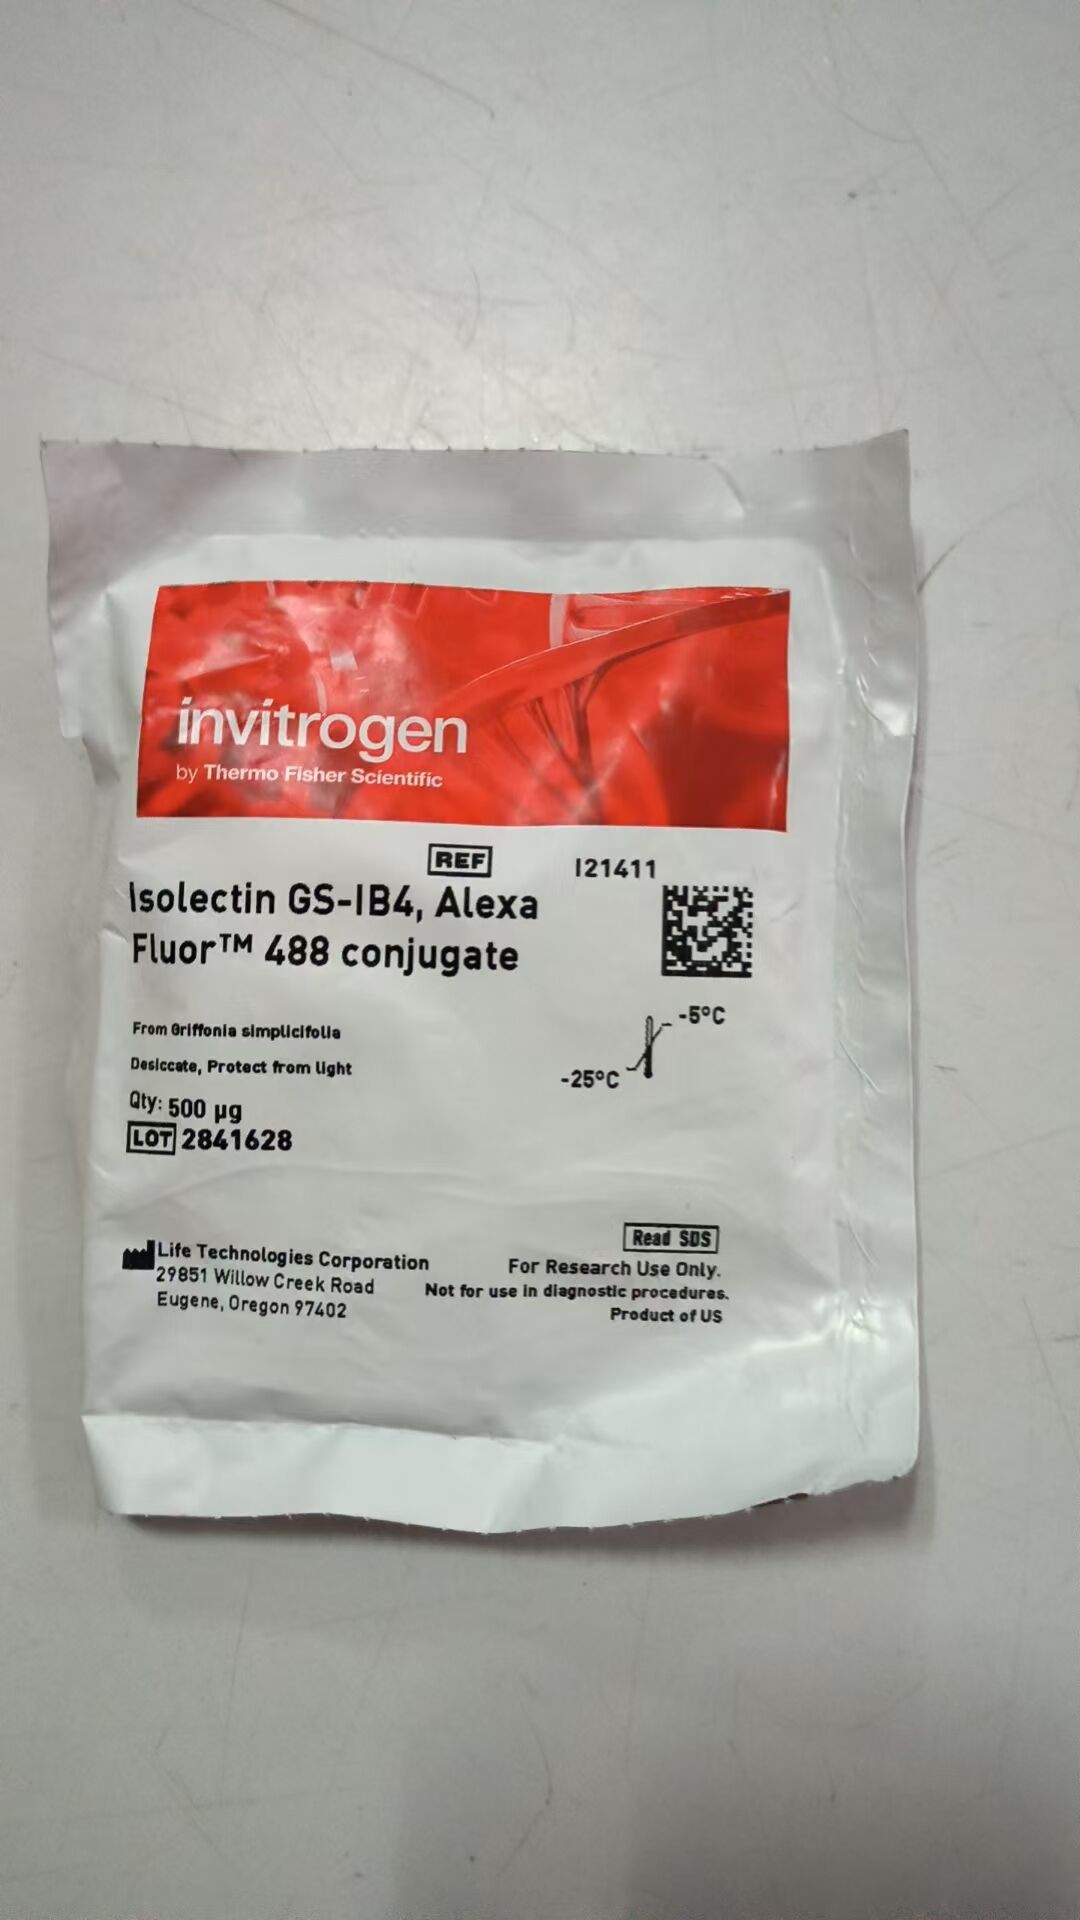 invitrogen
by Thermo Fisher Scientific
REF I21411
Isolectin GS-IB4, Alexa
Fluor™ 488 conjugate
From Griffonia simplicifolia
Desiccate, Protect from light
-5°C
-25°C
Qty: 500 µg
LOT 2841628
Life Technologies Corporation
29851 Willow Creek Road
Eugene, Oregon 97402
Read SDS
For Research Use Only.
Not for use in diagnostic procedures.
Product of US